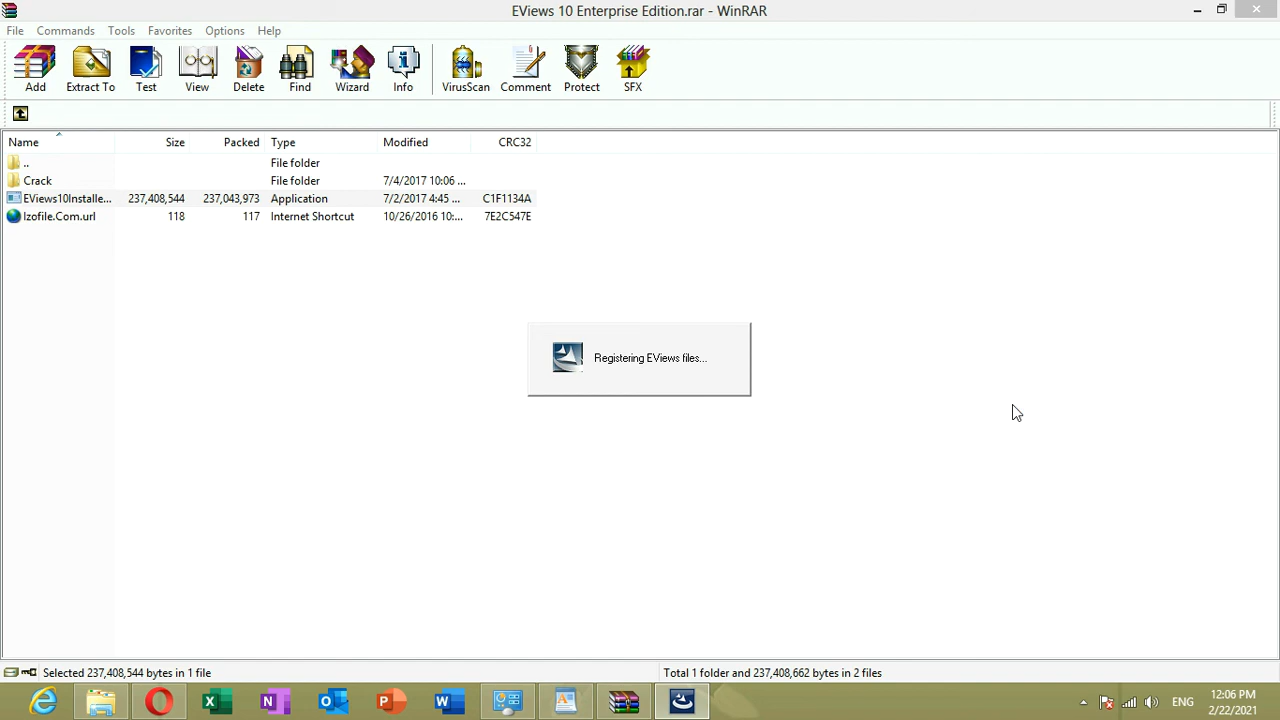 EViews 10 Enterprise Edition.rar - WinRAR
File Commands Tools Favorites Options Help
Add Extract To Test View Delete Find Wizard Info VirusScan Comment Protect SFX
Name Size Packed Type Modified CRC32
.. File folder
Crack File folder 7/4/2017 10:06 ...
EViews10Installe... 237,408,544 237,043,973 Application 7/2/2017 4:45 ... C1F1134A
Izofile.Com.url 118 117 Internet Shortcut 10/26/2016 10:... 7E2C547E
Registering EViews files...
Selected 237,408,544 bytes in 1 file
Total 1 folder and 237,408,662 bytes in 2 files
ENG
12:06 PM
2/22/2021